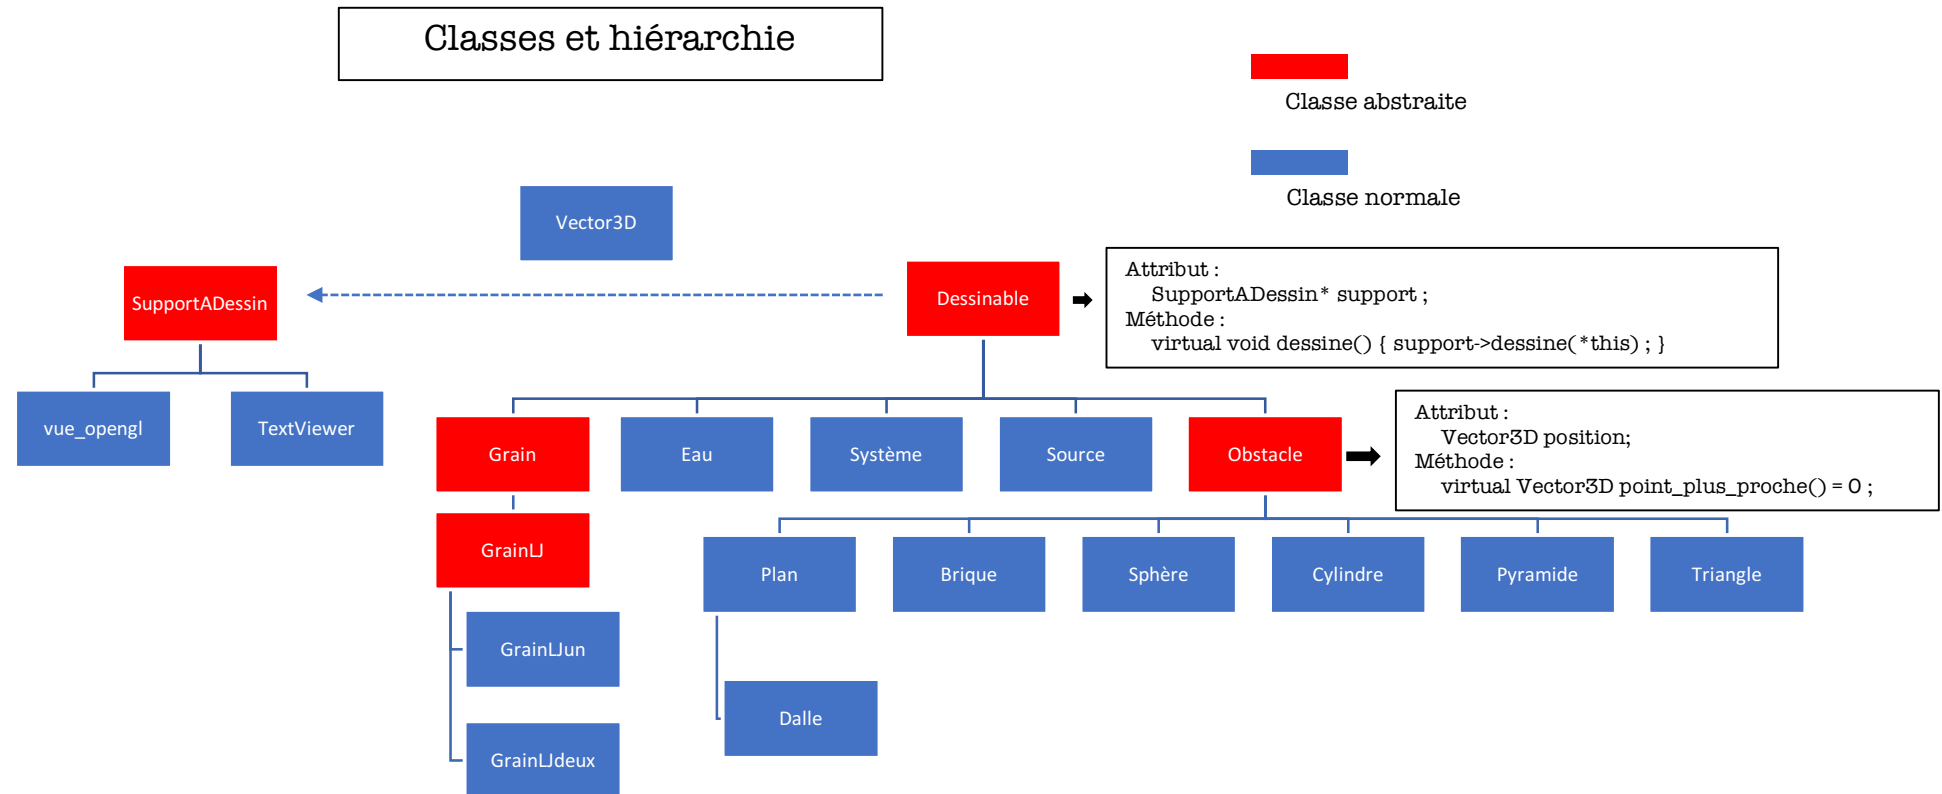 Classes et hiérarchie
Classe abstraite
Classe normale
Vector3D
SupportADessin
Dessinable
Attribut :
SupportADessin* support ;
Méthode :
virtual void dessine() { support->dessine(*this) ; }
vue_opengl
TextViewer
Grain
Eau
Système
Source
Obstacle
Attribut :
Vector3D position;
Méthode :
virtual Vector3D point_plus_proche() = 0 ;
GrainLJ
Plan
Brique
Sphère
Cylindre
Pyramide
Triangle
GrainLJun
Dalle
GrainLJdeux